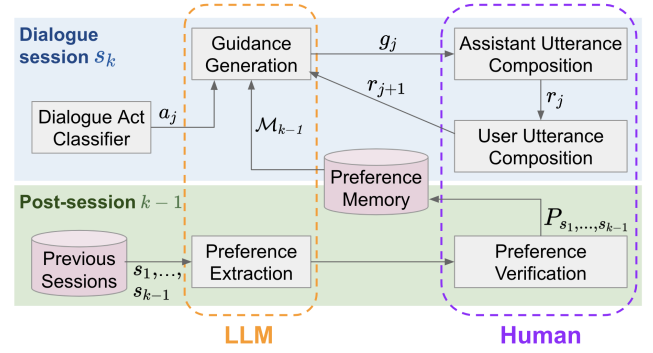 Dialogue
session s_k
Guidance
Generation
g_j
Assistant Utterance
Composition
r_{j+1}
r_j
Dialogue Act
Classifier
a_j
ℳ_{k-1}
User Utterance
Composition
Preference
Memory
Post-session k − 1
P_{s_1,...,s_{k-1}}
Previous
Sessions
s_1,...,
s_{k-1}
Preference
Extraction
Preference
Verification
LLM
Human